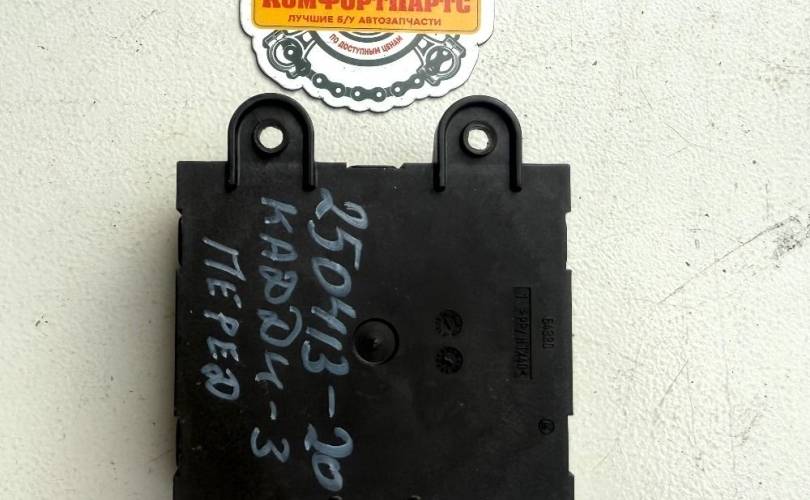 КОМФОРТПАРТС
ЛУЧШИЕ Б/У АВТОЗАПЧАСТИ
ПО ДОСТУПНЫМ ЦЕНАМ
250413-20
КАДДИ-3
ПЕРЕД